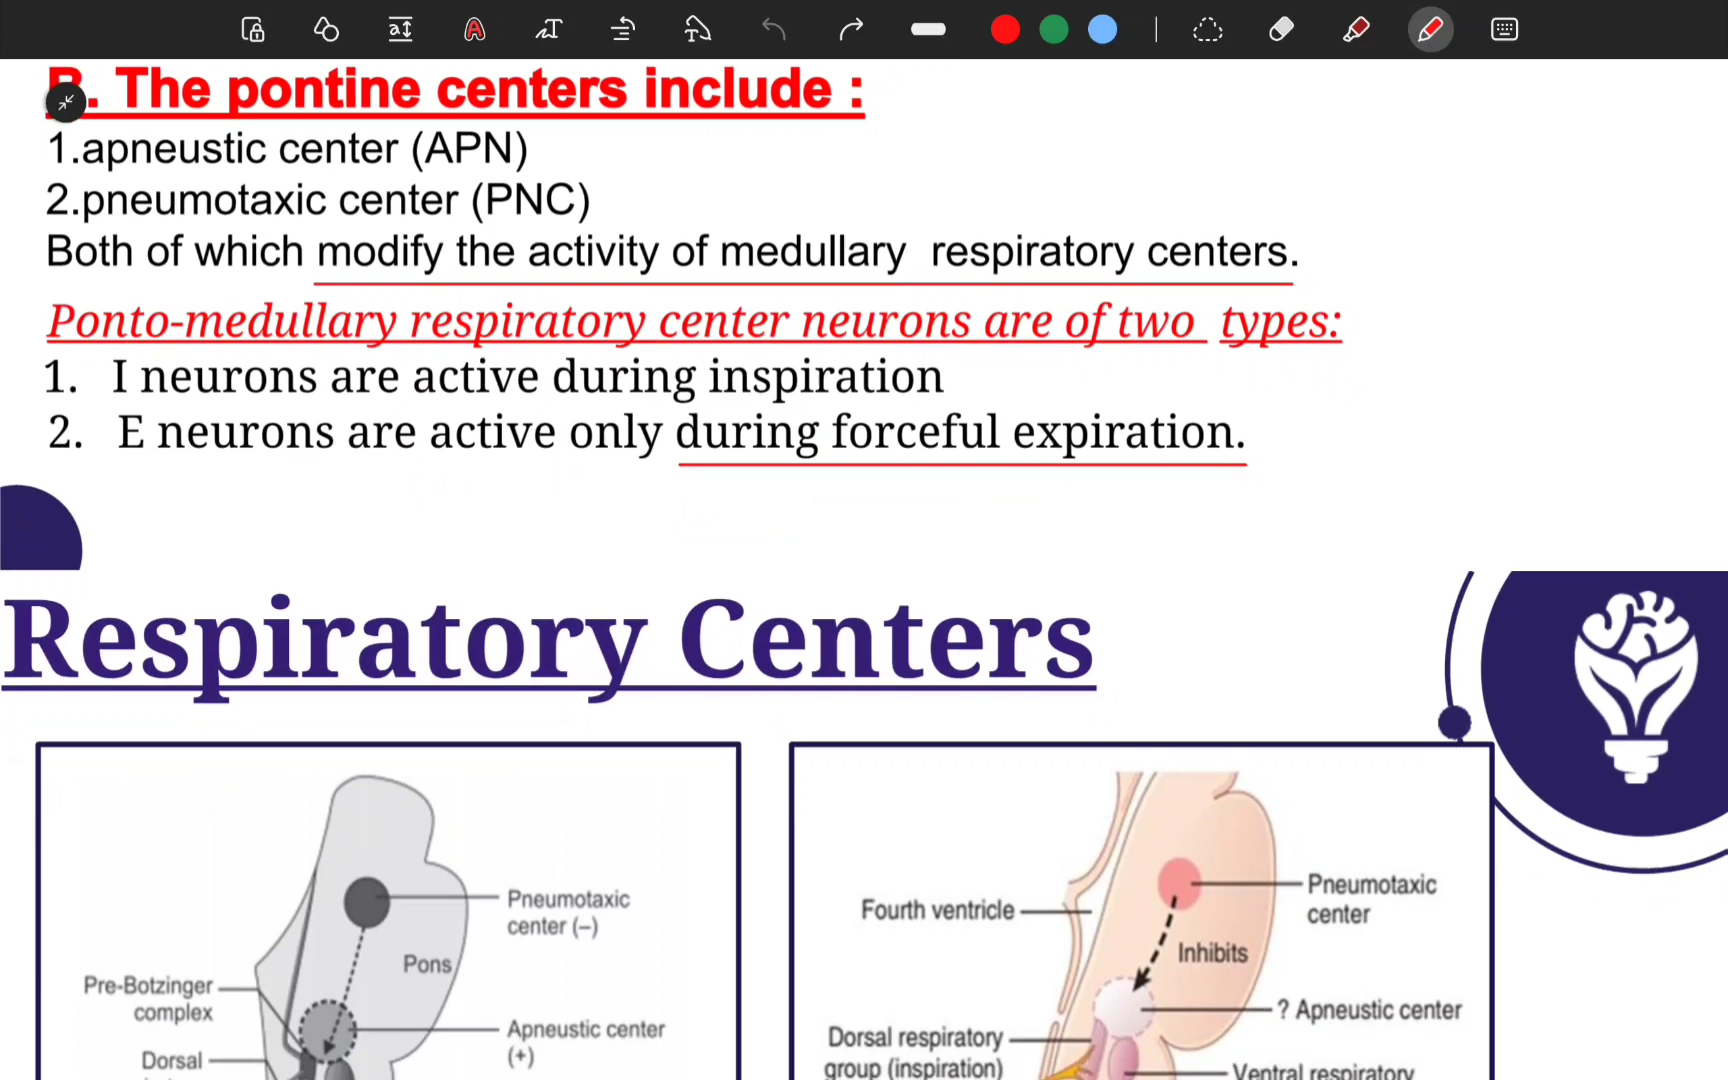 . The pontine centers include :
1.apneustic center (APN)
2.pneumotaxic center (PNC)
Both of which modify the activity of medullary respiratory centers.
Ponto-medullary respiratory center neurons are of two types:
1. I neurons are active during inspiration
2. E neurons are active only during forceful expiration.
Respiratory Centers
Pneumotaxic
center (–)
Pons
Pre-Botzinger
complex
Apneustic center
(+)
Dorsal
Pneumotaxic
center
Fourth ventricle
Inhibits
? Apneustic center
Dorsal respiratory
group (inspiration)
Ventral respiratory